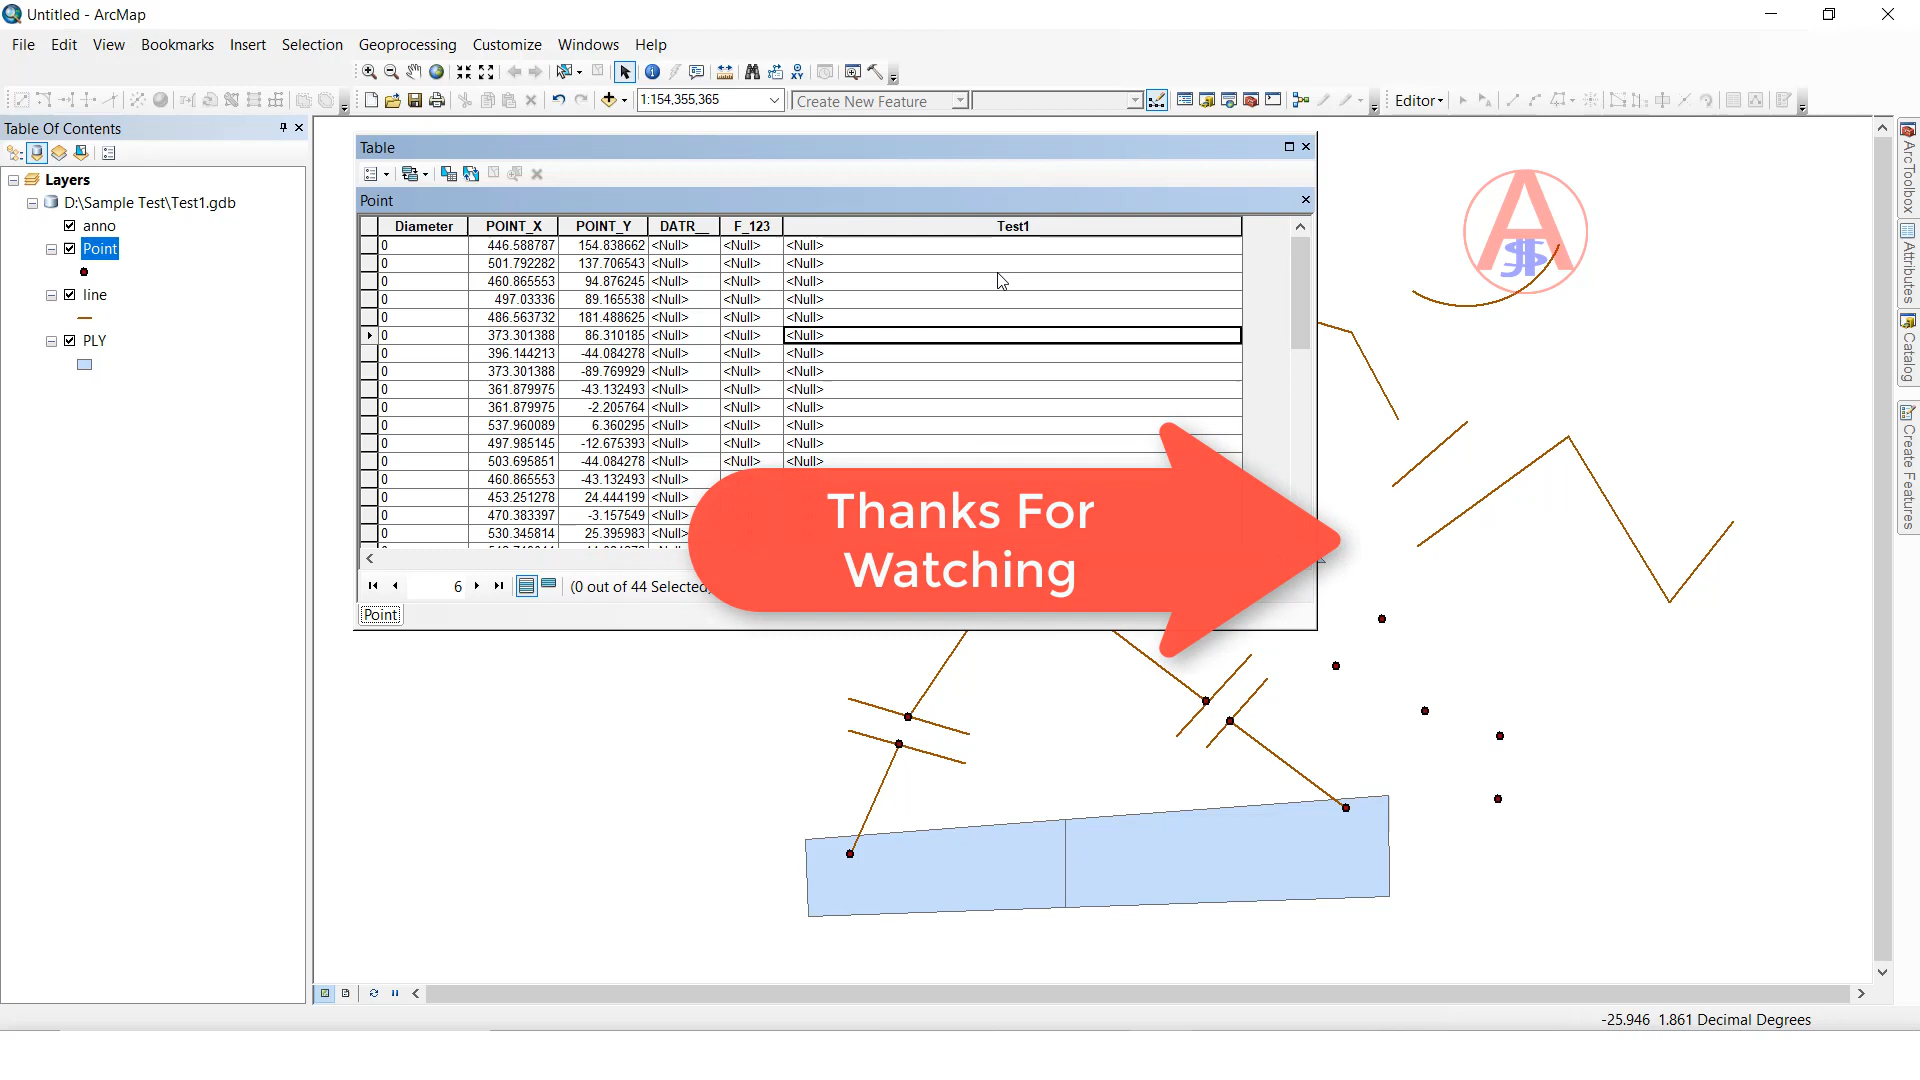 Untitled - ArcMap
File Edit View Bookmarks Insert Selection Geoprocessing Customize Windows Help
1:154,355,365
Create New Feature
Editor
Table Of Contents
Layers
D:\Sample Test\Test1.gdb
anno
Point
line
PLY
Table
Point
Diameter POINT_X POINT_Y DATR__ F_123 Test1
0 446.588787 154.838662 <Null> <Null> <Null>
0 501.792282 137.706543 <Null> <Null> <Null>
0 460.865553 94.876245 <Null> <Null> <Null>
0 497.03336 89.165538 <Null> <Null> <Null>
0 486.563732 181.488625 <Null> <Null> <Null>
0 373.301388 86.310185 <Null> <Null> <Null>
0 396.144213 -44.084278 <Null> <Null> <Null>
0 373.301388 -89.769929 <Null> <Null> <Null>
0 361.879975 -43.132493 <Null> <Null> <Null>
0 361.879975 -2.205764 <Null> <Null> <Null>
0 537.960089 6.360295 <Null> <Null> <Null>
0 497.985145 -12.675393 <Null> <Null> <Null>
0 503.695851 -44.084278 <Null> <Null> <Null>
0 460.865553 -43.132493 <Null>
0 453.251278 24.444199 <Null>
0 470.383397 -3.157549 <Null>
0 530.345814 25.395983 <Null>
6 (0 out of 44 Selected)
Point
Thanks For
Watching
ArcToolbox
Attributes
Catalog
Create Features
-25.946 1.861 Decimal Degrees